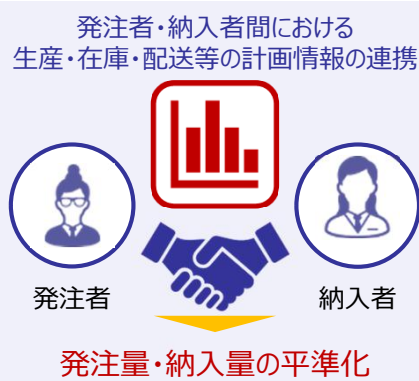 発注者・納入者間における
生産・在庫・配送等の計画情報の連携
発注者
納入者
発注量・納入量の平準化